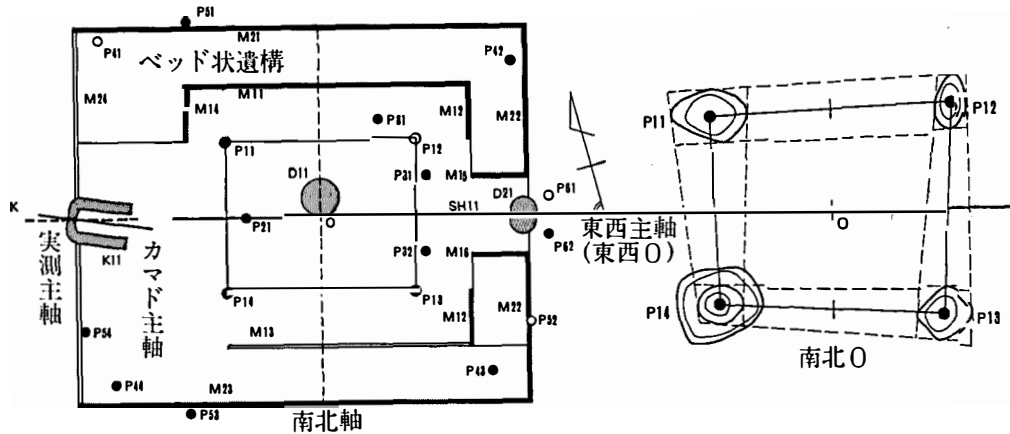 P51
P41
M21
P42
ベッド状遺構
M24
M14
M11
M12
M22
P61
P11
P12
D11
P31
M15
D21
P61
K
SH11
O
P21
東西主軸
(東西0)
実測主軸
カマド主軸
K11
P32
M16
P62
P14
P13
M12
M22
P52
P54
M13
P43
P44
M23
P53
南北軸
P11
P12
O
P14
P13
南北0